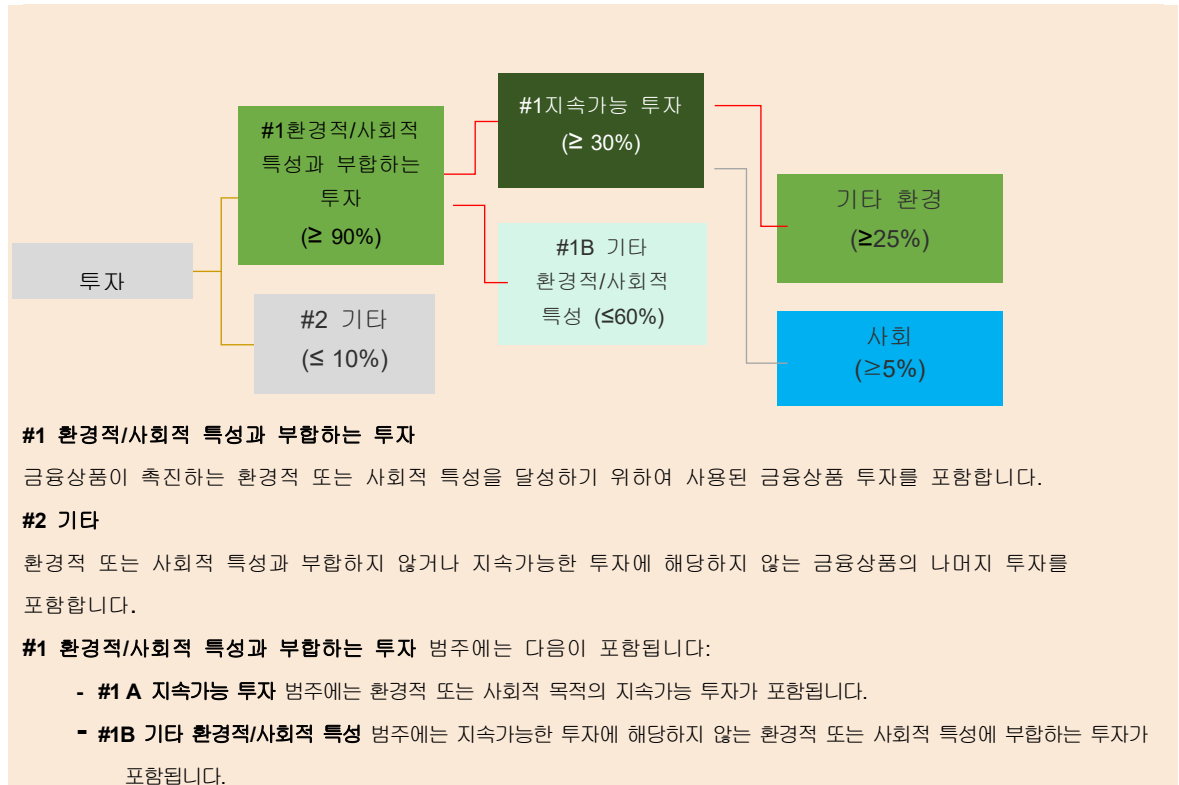 #1환경적/사회적
특성과 부합하는
투자
(≥ 90%)
#1지속가능 투자
(≥ 30%)
기타 환경
(≥25%)
#1B 기타
환경적/사회적
특성 (≤60%)
투자
#2 기타
(≤ 10%)
사회
(≥5%)
#1 환경적/사회적 특성과 부합하는 투자
금융상품이 촉진하는 환경적 또는 사회적 특성을 달성하기 위하여 사용된 금융상품 투자를 포함합니다.
#2 기타
환경적 또는 사회적 특성과 부합하지 않거나 지속가능한 투자에 해당하지 않는 금융상품의 나머지 투자를
포함합니다.
#1 환경적/사회적 특성과 부합하는 투자 범주에는 다음이 포함됩니다:
- #1 A 지속가능 투자 범주에는 환경적 또는 사회적 목적의 지속가능 투자가 포함됩니다.
- #1B 기타 환경적/사회적 특성 범주에는 지속가능한 투자에 해당하지 않는 환경적 또는 사회적 특성에 부합하는 투자가
포함됩니다.